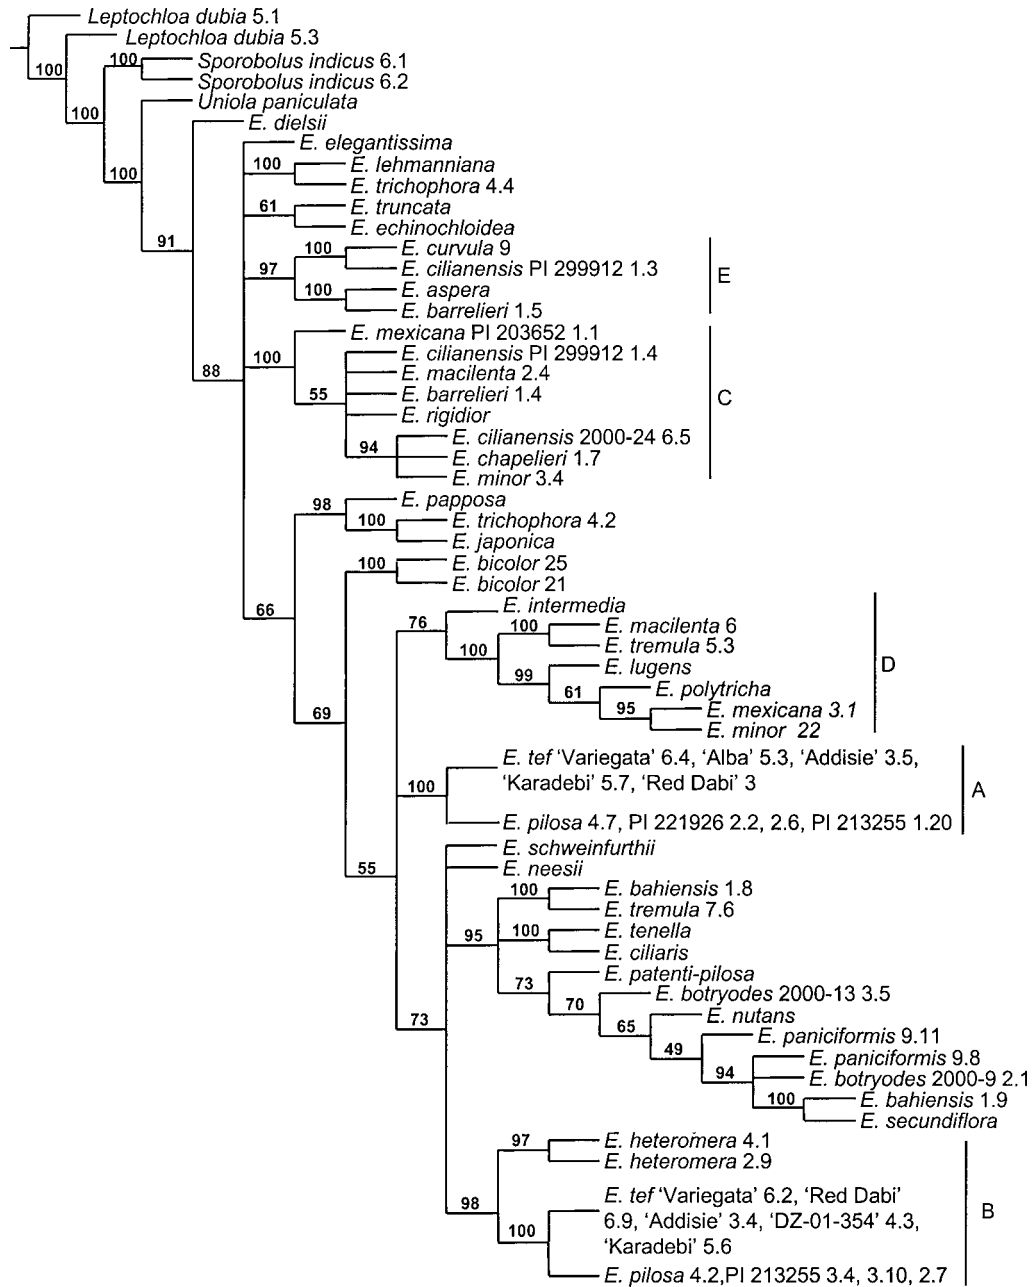 Leptochloa dubia 5.1
Leptochloa dubia 5.3
100
100 Sporobolus indicus 6.1
Sporobolus indicus 6.2
100
Uniola paniculata
E. dielsii
E. elegantissima
100 E. lehmanniana
100
E. trichophora 4.4
61 E. truncata
E. echinochloidea
91
100 E. curvula 9
E. cilianensis PI 299912 1.3
97
E
100 E. aspera
E. barrelieri 1.5
E. mexicana PI 203652 1.1
100 E. cilianensis PI 299912 1.4
88
E. macilenta 2.4
55 E. barrelieri 1.4
C
E. rigidior
E. cilianensis 2000-24 6.5
94 E. chapelieri 1.7
E. minor 3.4
98 E. papposa
100 E. trichophora 4.2
E. japonica
100 E. bicolor 25
E. bicolor 21
66
E. intermedia
76 100 E. macilenta 6
E. tremula 5.3
100
E. lugens
D
99
61 E. polytricha
95 E. mexicana 3.1
69
E. minor 22
E. tef ‘Variegata’ 6.4, ‘Alba’ 5.3, ‘Addisie’ 3.5,
100 ‘Karadebi’ 5.7, ‘Red Dabi’ 3
A
E. pilosa 4.7, PI 221926 2.2, 2.6, PI 213255 1.20
E. schweinfurthii
55 E. neesii
100 E. bahiensis 1.8
E. tremula 7.6
100 E. tenella
95
E. ciliaris
73 E. patenti-pilosa
70 E. botryodes 2000-13 3.5
73
65 E. nutans
49 E. paniciformis 9.11
94 E. paniciformis 9.8
E. botryodes 2000-9 2.1
100 E. bahiensis 1.9
E. secundiflora
97 E. heteromera 4.1
E. heteromera 2.9
98
E. tef ‘Variegata’ 6.2, ‘Red Dabi’
6.9, ‘Addisie’ 3.4, ‘DZ-01-354’ 4.3,
B
100 ‘Karadebi’ 5.6
E. pilosa 4.2,PI 213255 3.4, 3.10, 2.7